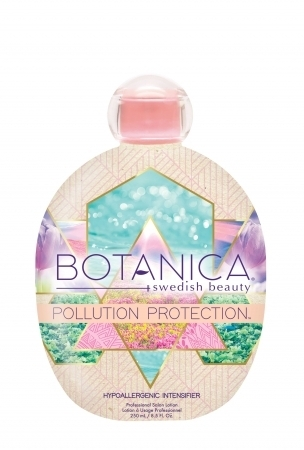 BOTANICA®
swedish beauty
POLLUTION PROTECTION
HYPOALLERGENIC INTENSIFIER
Professional Salon Lotion
Lotion à Usage Professionnel
250 ml / 8.5 Fl. Oz.